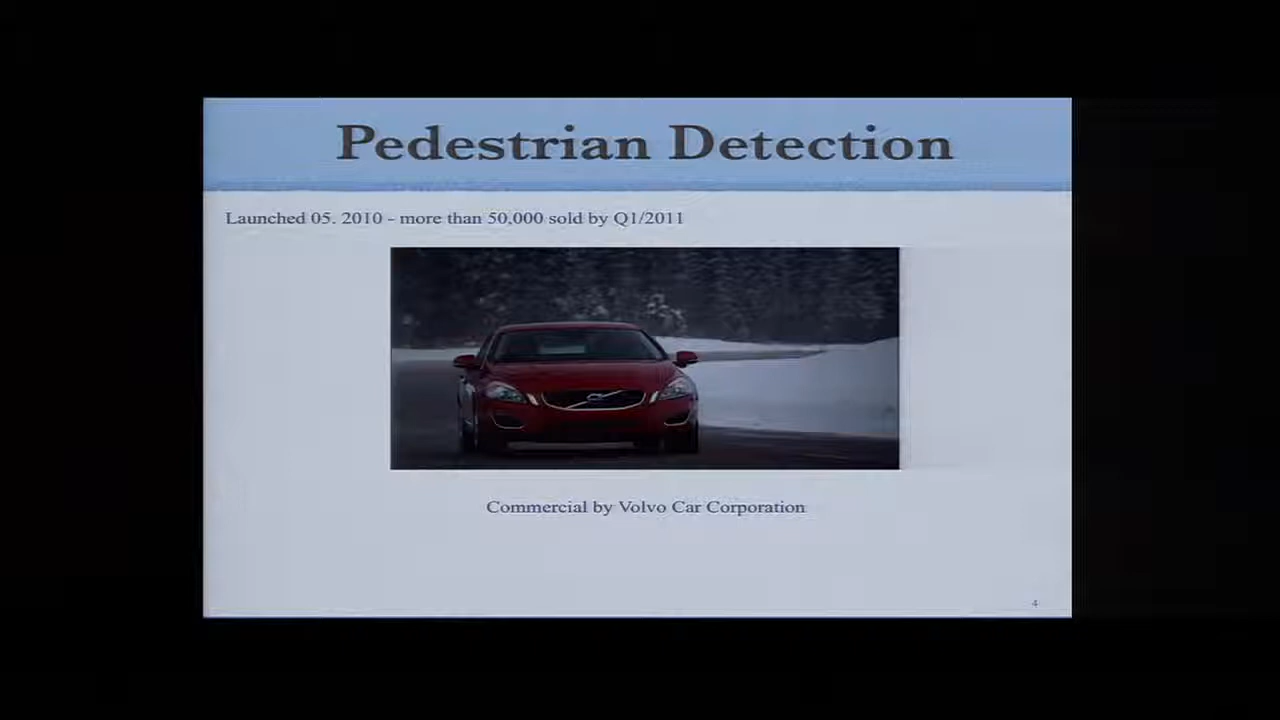 Pedestrian Detection
Launched 05. 2010 - more than 50,000 sold by Q1/2011
Commercial by Volvo Car Corporation
4